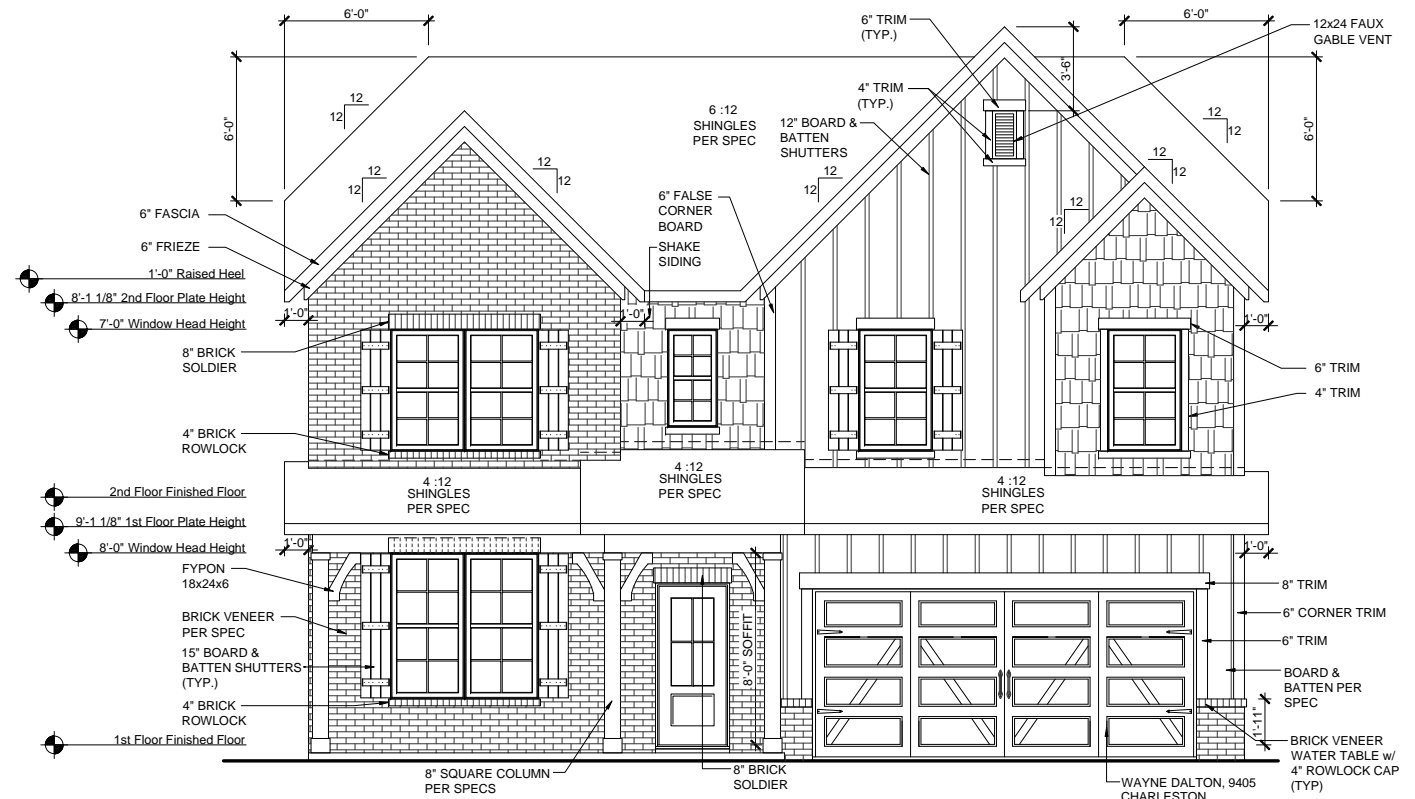 6'-0"
6" TRIM
(TYP.)
6'-0"
12x24 FAUX
GABLE VENT
3'-6"
4" TRIM
(TYP.)
12
12
6'-0"
6 :12
SHINGLES
PER SPEC
12" BOARD &
BATTEN
SHUTTERS
12
12
6'-0"
12
12
12
12
12
12
12
12
12
12
6" FALSE
CORNER
BOARD
6" FASCIA
6" FRIEZE
SHAKE
SIDING
1'-0" Raised Heel
8'-1 1/8" 2nd Floor Plate Height
7'-0" Window Head Height
1'-0"
1'-0"
1'-0"
8" BRICK
SOLDIER
6" TRIM
4" TRIM
4" BRICK
ROWLOCK
4 :12
SHINGLES
PER SPEC
4 :12
SHINGLES
PER SPEC
4 :12
SHINGLES
PER SPEC
2nd Floor Finished Floor
9'-1 1/8" 1st Floor Plate Height
8'-0" Window Head Height
1'-0"
1'-0"
FYPON
18x24x6
8" TRIM
BRICK VENEER
PER SPEC
6" CORNER TRIM
6" TRIM
8'-0" SOFFIT
15" BOARD &
BATTEN SHUTTERS
(TYP.)
BOARD &
BATTEN PER
SPEC
4" BRICK
ROWLOCK
1'-11"
1st Floor Finished Floor
BRICK VENEER
WATER TABLE w/
4" ROWLOCK CAP
(TYP)
8" SQUARE COLUMN
PER SPECS
8" BRICK
SOLDIER
WAYNE DALTON, 9405
CHARLESTON